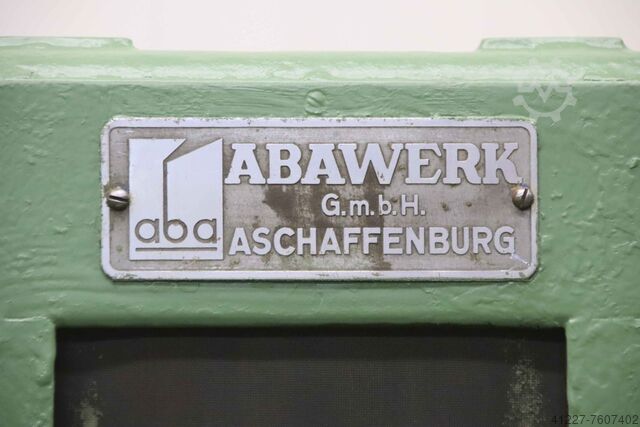 ABAWERK
G.m.b.H.
aba
ASCHAFFENBURG
41227-7607402